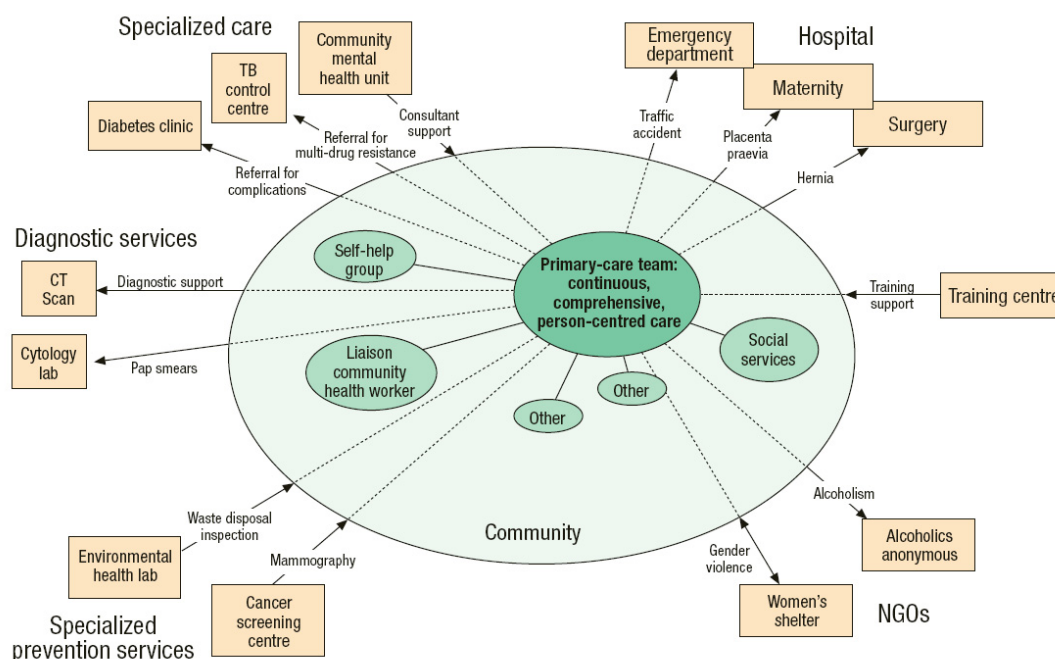 Specialized care
Community
mental
health unit
TB
control
centre
Diabetes clinic
Consultant
support
Referral for
multi-drug resistance
Referral for
complications
Emergency
department
Hospital
Maternity
Surgery
Traffic
accident
Placenta
praevia
Hernia
Diagnostic services
CT
Scan
Diagnostic support
Cytology
lab
Pap smears
Self-help
group
Primary-care team:
continuous,
comprehensive,
person-centred care
Liaison
community
health worker
Other
Other
Social
services
Training
support
Training centre
Community
Waste disposal
inspection
Environmental
health lab
Mammography
Cancer
screening
centre
Specialized
prevention services
Alcoholism
Alcoholics
anonymous
Gender
violence
Women's
shelter
NGOs